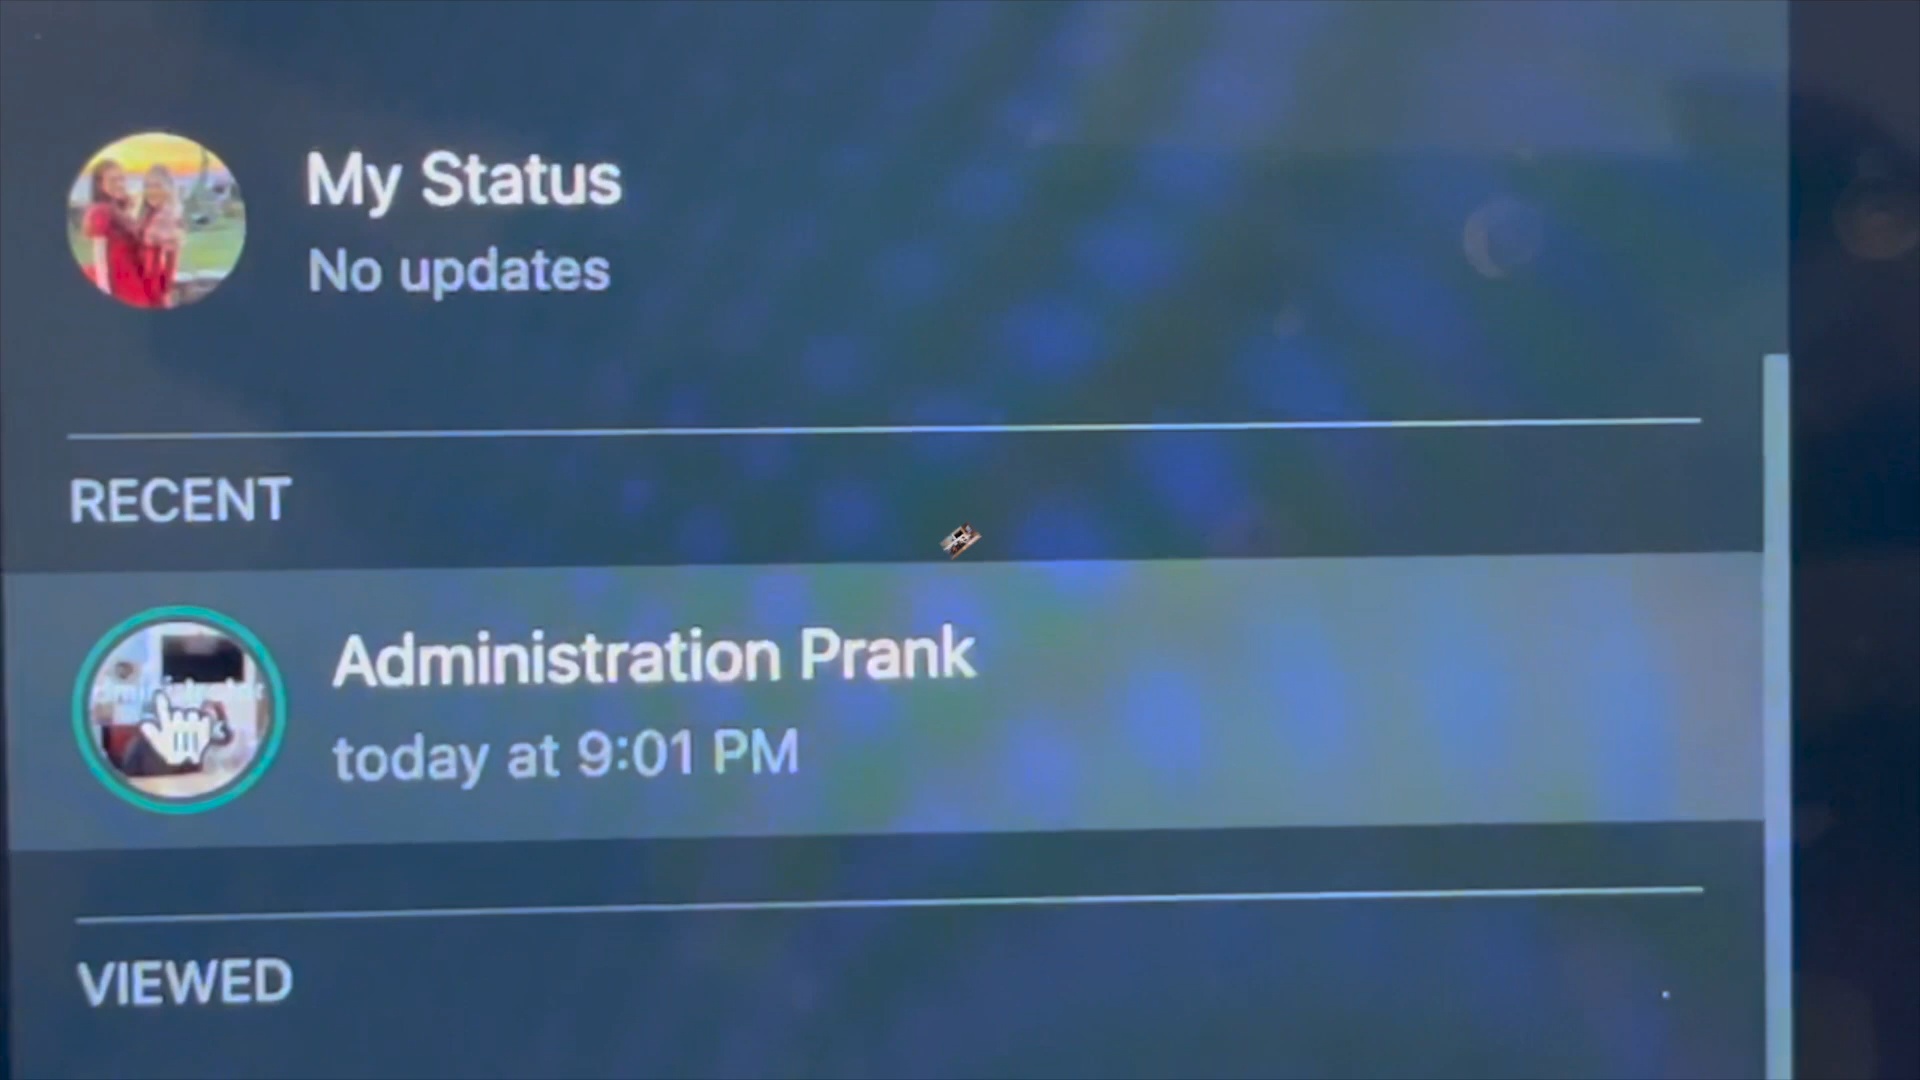 My Status
No updates
RECENT
Administration Prank
today at 9:01 PM
VIEWED